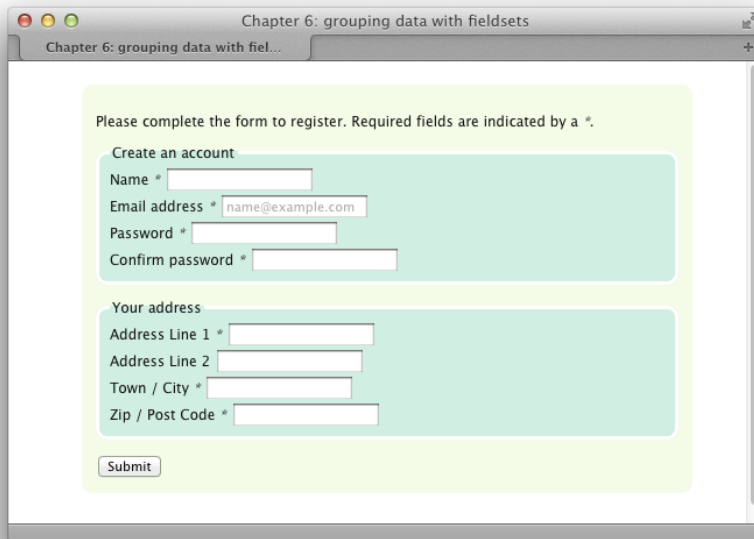 Chapter 6: grouping data with fieldsets
Chapter 6: grouping data with fiel...
Please complete the form to register. Required fields are indicated by a *.
Create an account
Name *
Email address * name@example.com
Password *
Confirm password *
Your address
Address Line 1 *
Address Line 2
Town / City *
Zip / Post Code *
Submit